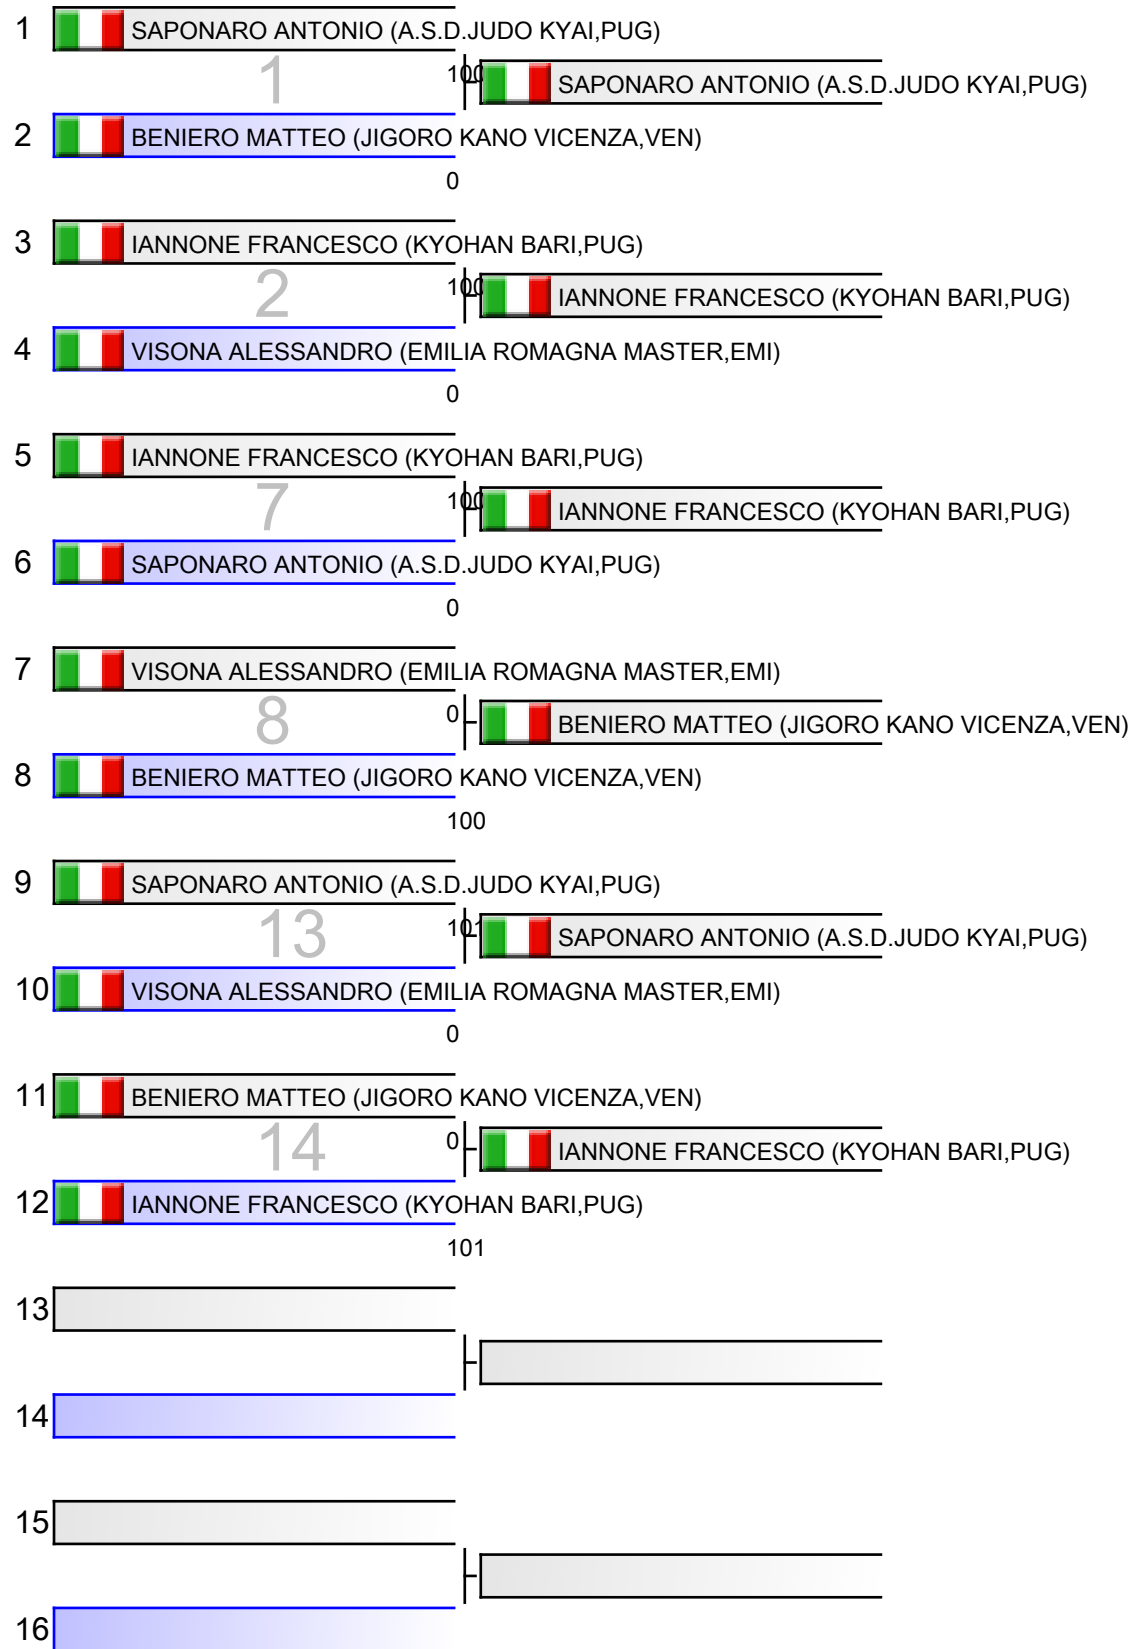 1 SAPONARO ANTONIO (A.S.D.JUDO KYAI,PUG)
1 100 SAPONARO ANTONIO (A.S.D.JUDO KYAI,PUG)
2 BENIERO MATTEO (JIGORO KANO VICENZA,VEN)
0
3 IANNONE FRANCESCO (KYOHAN BARI,PUG)
2 100 IANNONE FRANCESCO (KYOHAN BARI,PUG)
4 VISONA ALESSANDRO (EMILIA ROMAGNA MASTER,EMI)
0
5 IANNONE FRANCESCO (KYOHAN BARI,PUG)
7 100 IANNONE FRANCESCO (KYOHAN BARI,PUG)
6 SAPONARO ANTONIO (A.S.D.JUDO KYAI,PUG)
0
7 VISONA ALESSANDRO (EMILIA ROMAGNA MASTER,EMI)
8 0 BENIERO MATTEO (JIGORO KANO VICENZA,VEN)
8 BENIERO MATTEO (JIGORO KANO VICENZA,VEN)
100
9 SAPONARO ANTONIO (A.S.D.JUDO KYAI,PUG)
13 101 SAPONARO ANTONIO (A.S.D.JUDO KYAI,PUG)
10 VISONA ALESSANDRO (EMILIA ROMAGNA MASTER,EMI)
0
11 BENIERO MATTEO (JIGORO KANO VICENZA,VEN)
14 0 IANNONE FRANCESCO (KYOHAN BARI,PUG)
12 IANNONE FRANCESCO (KYOHAN BARI,PUG)
101
13
14
15
16